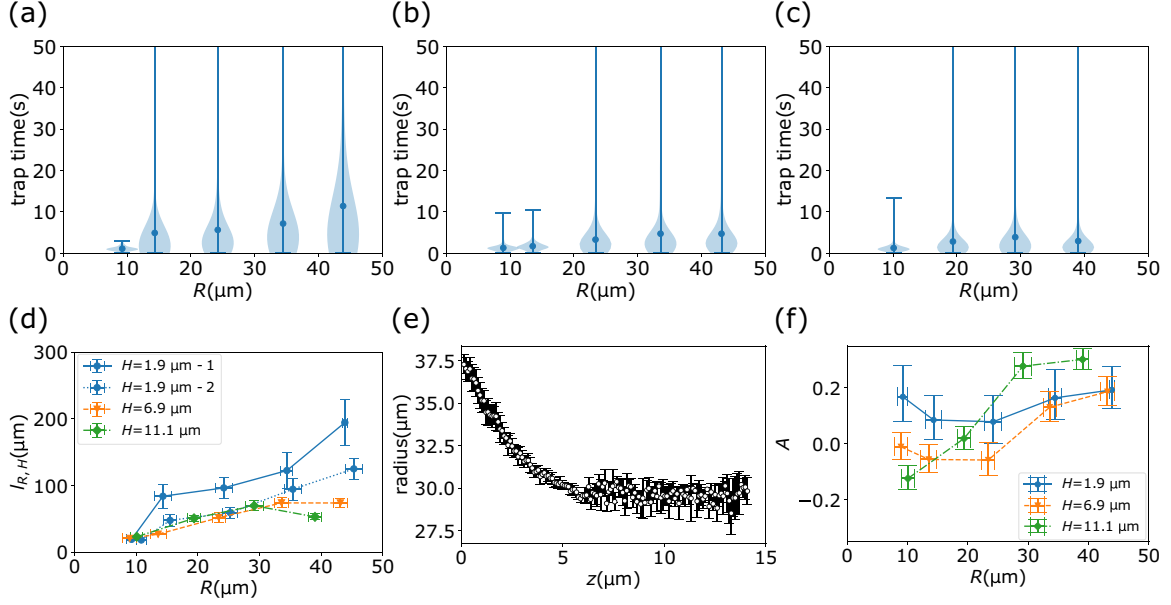 (a)
(b)
(c)
50
40
30
20
10
0
trap time(s)
0 10 20 30 40 50
R(μm)
50
40
30
20
10
0
trap time(s)
0 10 20 30 40 50
R(μm)
50
40
30
20
10
0
trap time(s)
0 10 20 30 40 50
R(μm)
(d)
(e)
(f)
300
200
100
0
l_{R,H}(μm)
H=1.9 μm - 1
H=1.9 μm - 2
H=6.9 μm
H=11.1 μm
0 10 20 30 40 50
R(μm)
37.5
35.0
32.5
30.0
27.5
radius(μm)
0 5 10 15
z(μm)
0.2
0.0
−0.2
A
H=1.9 μm
H=6.9 μm
H=11.1 μm
0 10 20 30 40 50
R(μm)